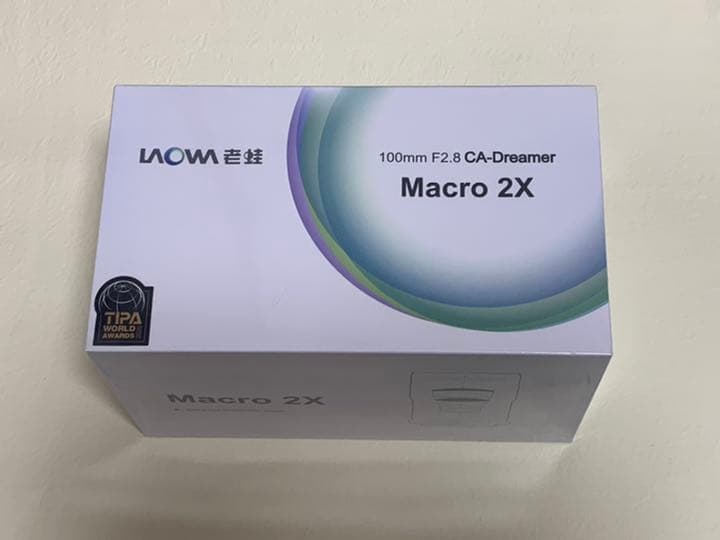 LAOWA 老蛙
100mm F2.8 CA-Dreamer
Macro 2X
TIPA
WORLD
AWARDS
Macro 2X